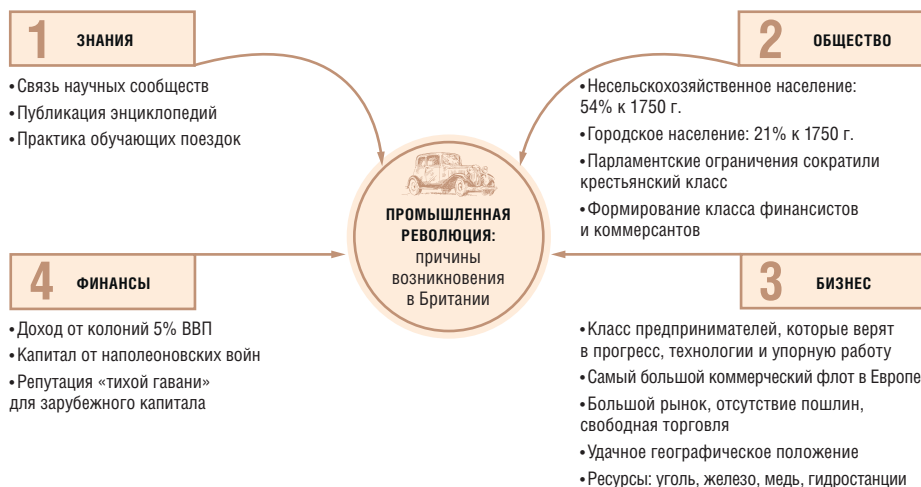 1 ЗНАНИЯ
• Связь научных сообществ
• Публикация энциклопедий
• Практика обучающих поездок
2 ОБЩЕСТВО
• Несельскохозяйственное население:
54% к 1750 г.
• Городское население: 21% к 1750 г.
• Парламентские ограничения сократили
крестьянский класс
• Формирование класса финансистов
и коммерсантов
ПРОМЫШЛЕННАЯ
РЕВОЛЮЦИЯ:
причины
возникновения
в Британии
3 БИЗНЕС
• Класс предпринимателей, которые верят
в прогресс, технологии и упорную работу
• Самый большой коммерческий флот в Европе
• Большой рынок, отсутствие пошлин,
свободная торговля
• Удачное географическое положение
• Ресурсы: уголь, железо, медь, гидростанции
4 ФИНАНСЫ
• Доход от колоний 5% ВВП
• Капитал от наполеоновских войн
• Репутация «тихой гавани»
для зарубежного капитала